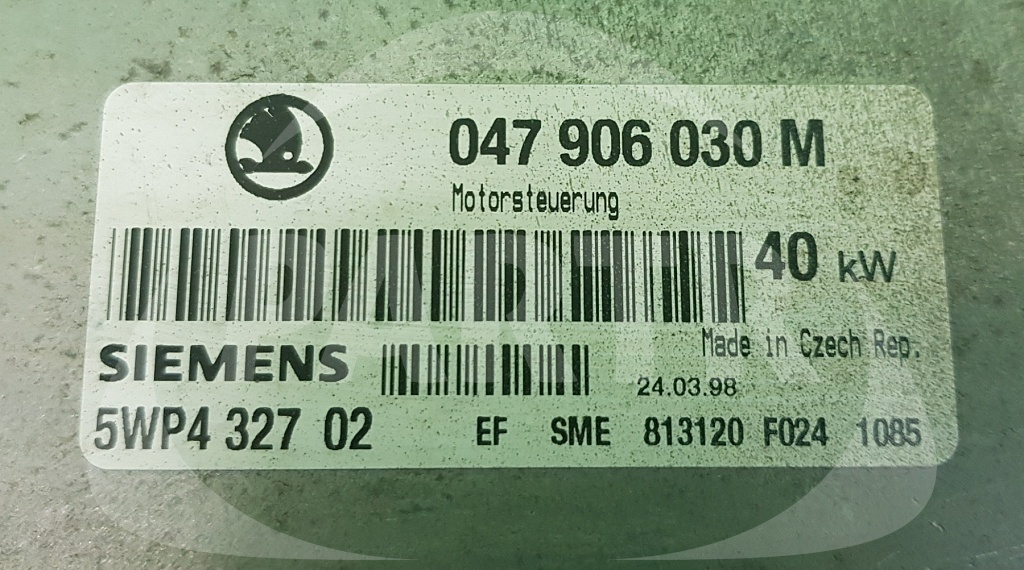 047 906 030 M
Motorsteuerung
40 kW
Made in Czech Rep.
SIEMENS
24.03.98
5WP4 327 02 EF SME 813120 F024 1085